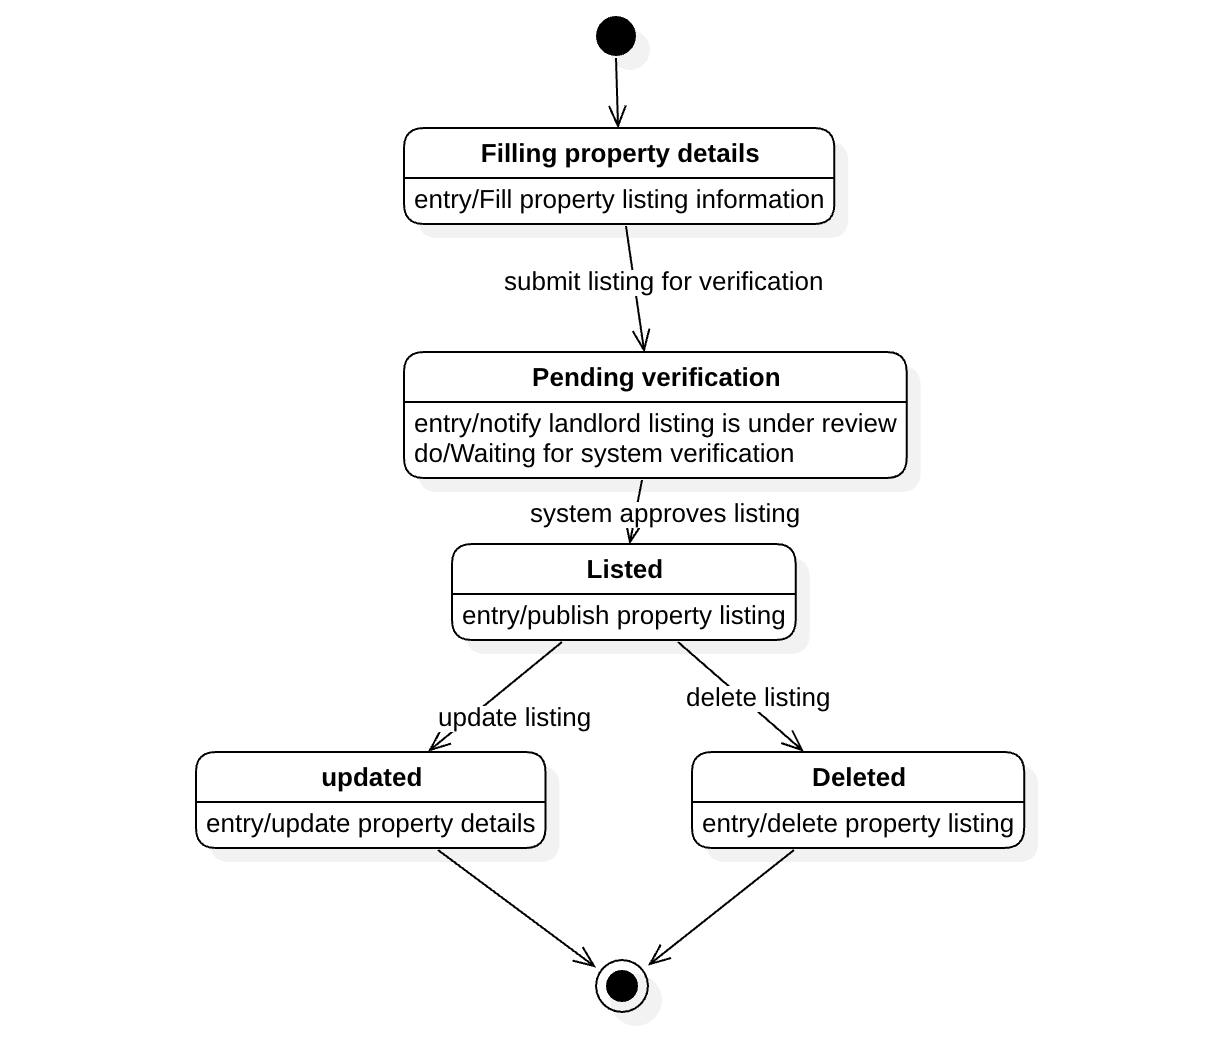 Filling property details
entry/Fill property listing information
submit listing for verification
Pending verification
entry/notify landlord listing is under review
do/Waiting for system verification
system approves listing
Listed
entry/publish property listing
update listing
delete listing
updated
entry/update property details
Deleted
entry/delete property listing